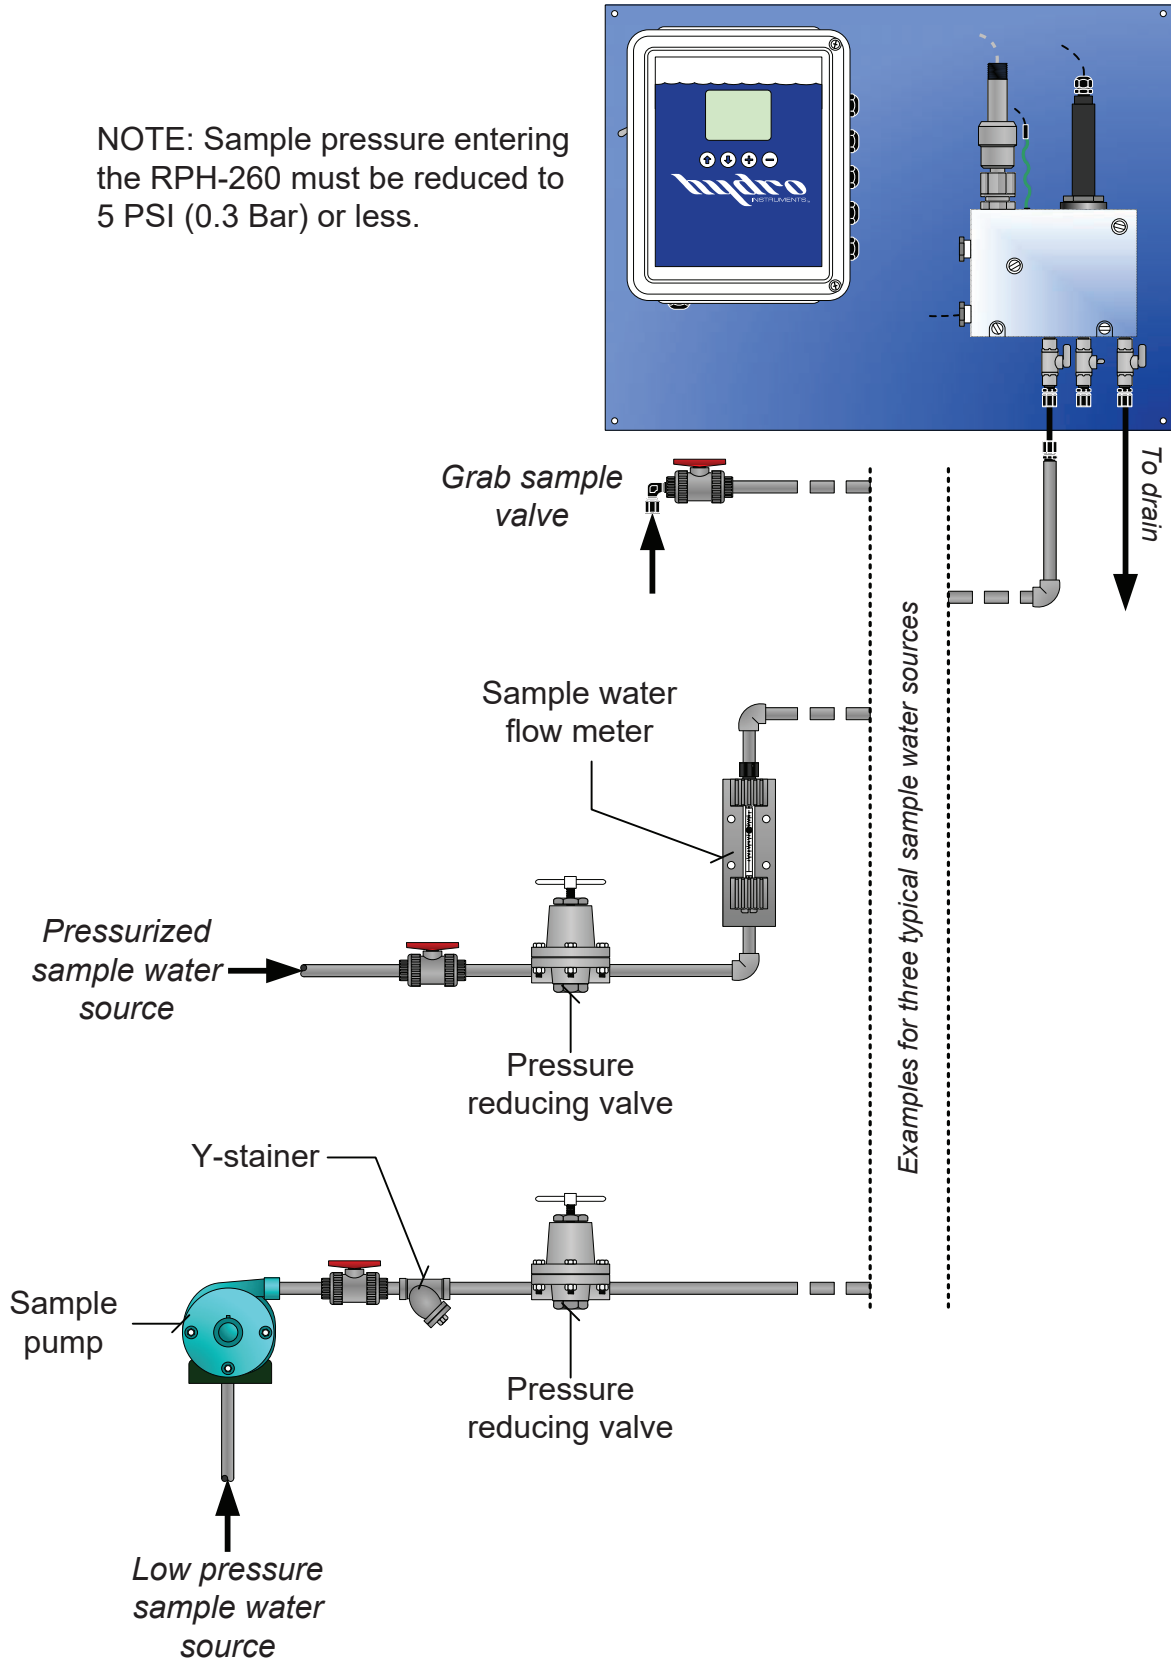 NOTE: Sample pressure entering
the RPH-260 must be reduced to
5 PSI (0.3 Bar) or less.
hydro
INSTRUMENTS
Grab sample
valve
To drain
Examples for three typical sample water sources
Sample water
flow meter
Pressurized
sample water
source
Pressure
reducing valve
Y-stainer
Sample
pump
Pressure
reducing valve
Low pressure
sample water
source